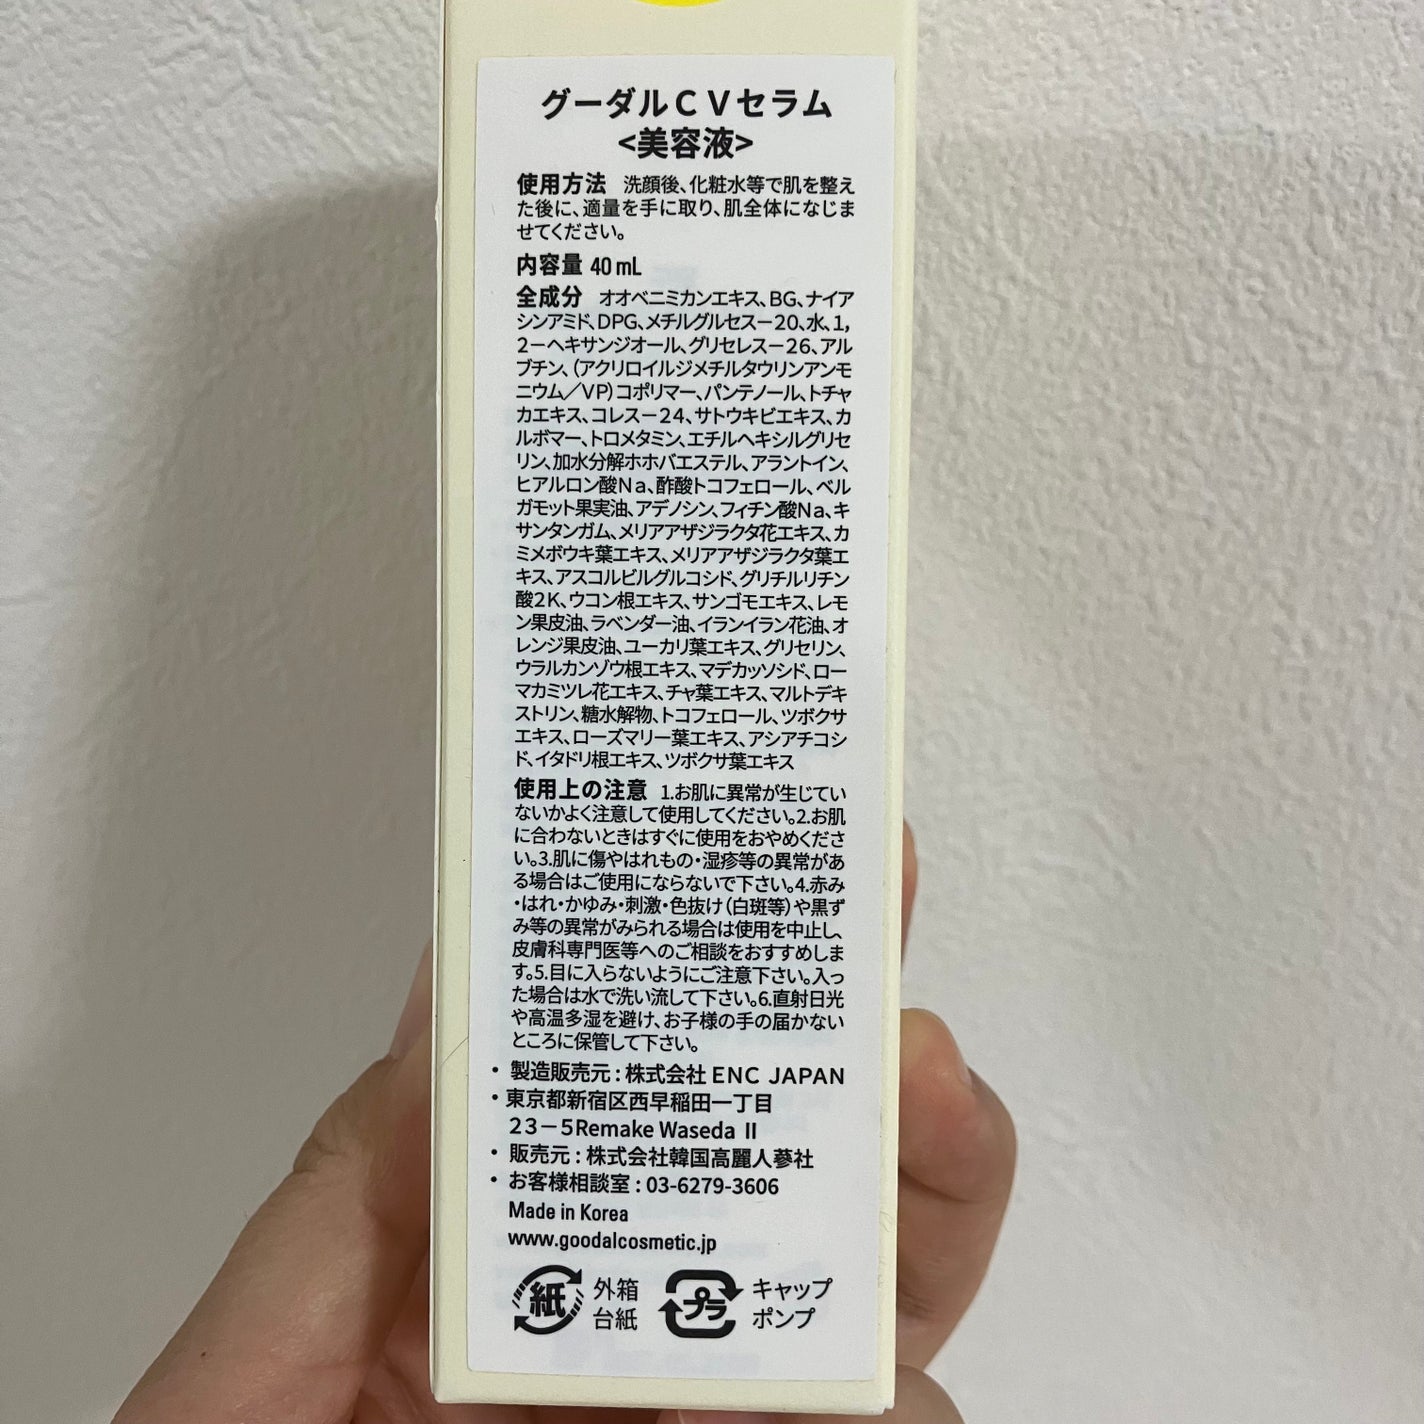 グーダルＣＶセラム
<美容液>
使用方法　洗顔後、化粧水等で肌を整え
た後に、適量を手に取り、肌全体になじま
せてください。
内容量 40 mL
全成分　オオベニミカンエキス、BG、ナイア
シンアミド、DPG、メチルグルセス－20、水、1,
2－ヘキサンジオール、グリセレス－26、アル
ブチン、（アクリロイルジメチルタウリンアンモ
ニウム／VP）コポリマー、パンテノール、トチャ
カエキス、コレス－24、サトウキビエキス、カ
ルボマー、トロメタミン、エチルヘキシルグリセ
リン、加水分解ホホバエステル、アラントイン、
ヒアルロン酸Na、酢酸トコフェロール、ベル
ガモット果実油、アデノシン、フィチン酸Na、キ
サンタンガム、メリアアザジラクタ花エキス、カ
ミメボウキ葉エキス、メリアアザジラクタ葉エ
キス、アスコルビルグルコシド、グリチルリチン
酸2K、ウコン根エキス、サンゴモエキス、レモ
ン果皮油、ラベンダー油、イランイラン花油、オ
レンジ果皮油、ユーカリ葉エキス、グリセリン、
ウラルカンゾウ根エキス、マデカッソシド、ロー
マカミツレ花エキス、チャ葉エキス、マルトデキ
ストリン、糖水解物、トコフェロール、ツボクサ
エキス、ローズマリー葉エキス、アシアチコシ
ド、イタドリ根エキス、ツボクサ葉エキス
使用上の注意　1.お肌に異常が生じてい
ないかよく注意して使用してください。2.お肌
に合わないときはすぐに使用をおやめくださ
い。3.肌に傷やはれもの・湿疹等の異常があ
る場合はご使用にならないで下さい。4.赤み
・はれ・かゆみ・刺激・色抜け（白斑等）や黒ず
み等の異常がみられる場合は使用を中止し、
皮膚科専門医等へのご相談をおすすめしま
す。5.目に入らないようにご注意下さい。入っ
た場合は水で洗い流して下さい。6.直射日光
や高温多湿を避け、お子様の手の届かない
ところに保管して下さい。
・ 製造販売元 : 株式会社 ENC JAPAN
・ 東京都新宿区西早稲田一丁目
23－5Remake Waseda Ⅱ
・ 販売元 : 株式会社韓国高麗人蔘社
・ お客様相談室 : 03-6279-3606
Made in Korea
www.goodalcosmetic.jp
紙 外箱
台紙
プラ キャップ
ポンプ